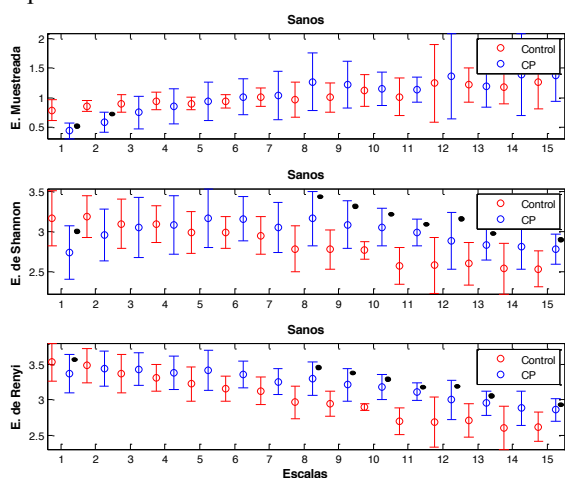 Sanos
E. Muestreada
2
1.5
1
0.5
Control
CP
1 2 3 4 5 6 7 8 9 10 11 12 13 14 15
Sanos
E. de Shannon
3.5
3
2.5
Control
CP
1 2 3 4 5 6 7 8 9 10 11 12 13 14 15
Sanos
E. de Renyi
3.5
3
2.5
Control
CP
1 2 3 4 5 6 7 8 9 10 11 12 13 14 15
Escalas